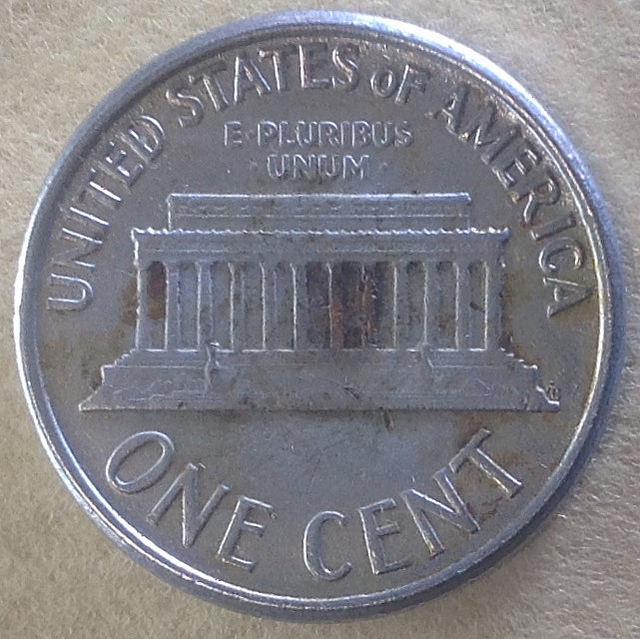 UNITED STATES OF AMERICA
E·PLURIBUS
·UNUM·
ONE CENT